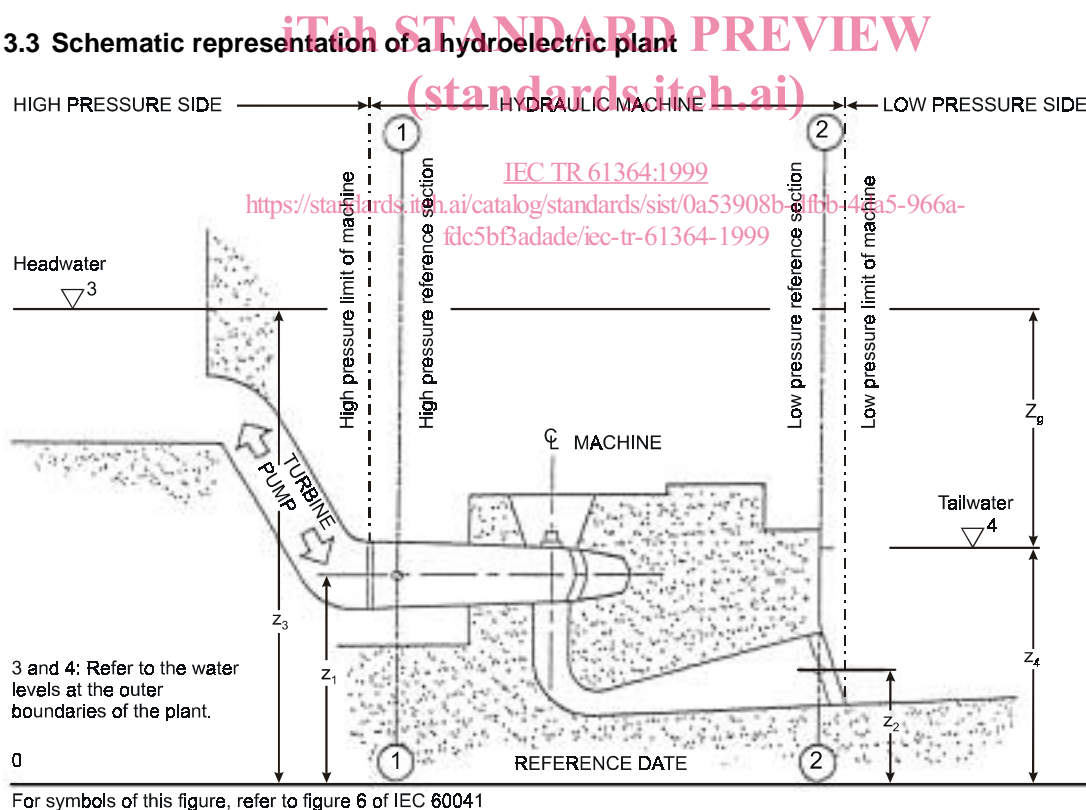 3.3 Schematic representation of a hydroelectric plant
iTeh STANDARD PREVIEW
(standards.iteh.ai)
HIGH PRESSURE SIDE
HYDRAULIC MACHINE
LOW PRESSURE SIDE
1
2
IEC TR 61364:1999
https://standards.iteh.ai/catalog/standards/sist/0a53908b-dfbb-4da5-966a-
fdc5bf3adade/iec-tr-61364-1999
High pressure limit of machine
High pressure reference section
Low pressure reference section
Low pressure limit of machine
Headwater
3
Zg
℄ MACHINE
TURBINE
PUMP
Tailwater
4
z3
z1
z4
z2
3 and 4: Refer to the water
levels at the outer
boundaries of the plant.
0
1
REFERENCE DATE
2
For symbols of this figure, refer to figure 6 of IEC 60041